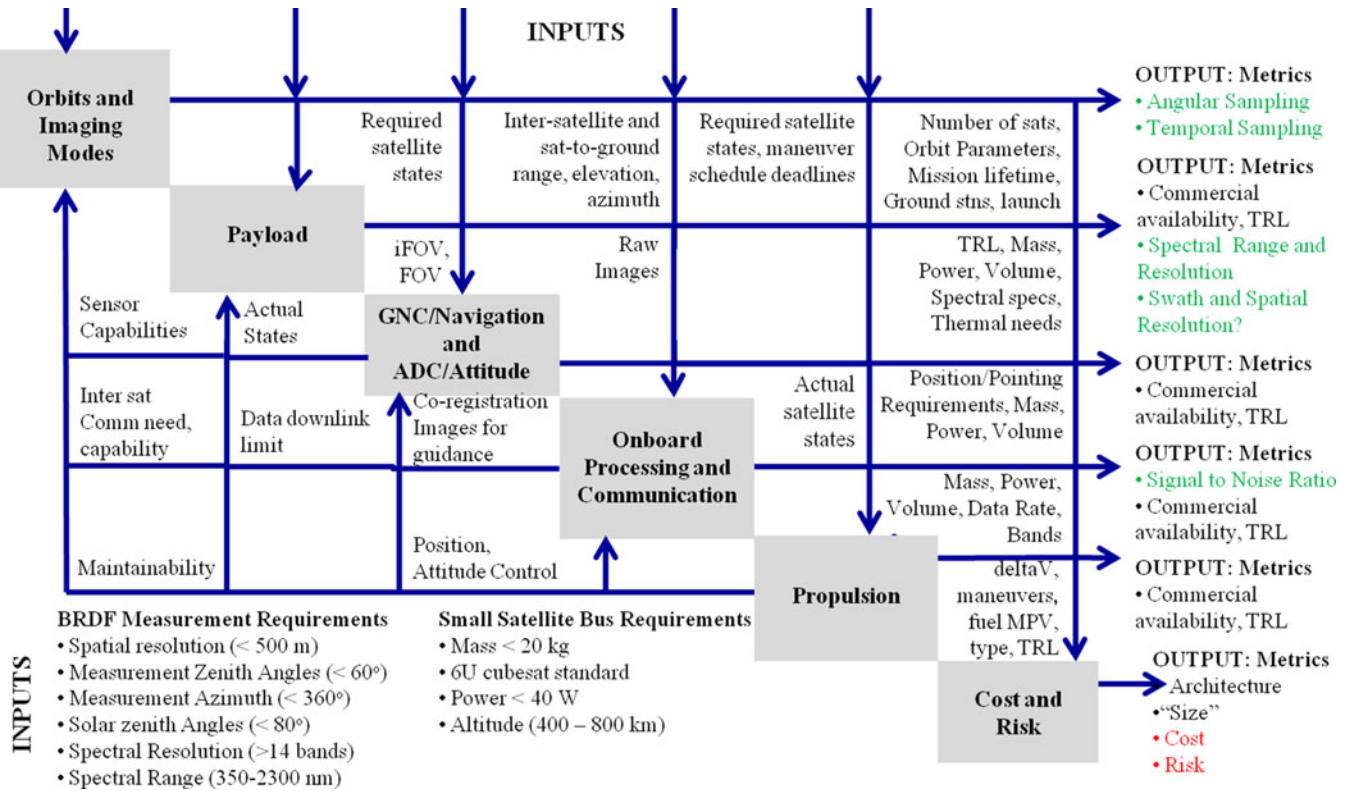 INPUTS
Orbits and
Imaging
Modes
Required
satellite
states
Inter-satellite and
sat-to-ground
range, elevation,
azimuth
Required satellite
states, maneuver
schedule deadlines
Number of sats,
Orbit Parameters,
Mission lifetime,
Ground stns, launch
OUTPUT: Metrics
• Angular Sampling
• Temporal Sampling
Payload
iFOV,
FOV
Raw
Images
TRL, Mass,
Power, Volume,
Spectral specs,
Thermal needs
OUTPUT: Metrics
• Commercial
availability, TRL
• Spectral Range and
Resolution
• Swath and Spatial
Resolution?
Sensor
Capabilities
Actual
States
GNC/Navigation
and
ADC/Attitude
Actual
satellite
states
Position/Pointing
Requirements, Mass,
Power, Volume
OUTPUT: Metrics
• Commercial
availability, TRL
Inter sat
Comm need,
capability
Data downlink
limit
Co-registration
Images for
guidance
Onboard
Processing and
Communication
Mass, Power,
Volume, Data Rate,
Bands
OUTPUT: Metrics
• Signal to Noise Ratio
• Commercial
availability, TRL
Maintainability
Position,
Attitude Control
Propulsion
deltaV,
maneuvers,
fuel MPV,
type, TRL
OUTPUT: Metrics
• Commercial
availability, TRL
Cost and
Risk
OUTPUT: Metrics
• Architecture
• “Size”
• Cost
• Risk
INPUTS
BRDF Measurement Requirements
• Spatial resolution (< 500 m)
• Measurement Zenith Angles (< 60°)
• Measurement Azimuth (< 360°)
• Solar zenith Angles (< 80°)
• Spectral Resolution (>14 bands)
• Spectral Range (350-2300 nm)
Small Satellite Bus Requirements
• Mass < 20 kg
• 6U cubesat standard
• Power < 40 W
• Altitude (400 – 800 km)